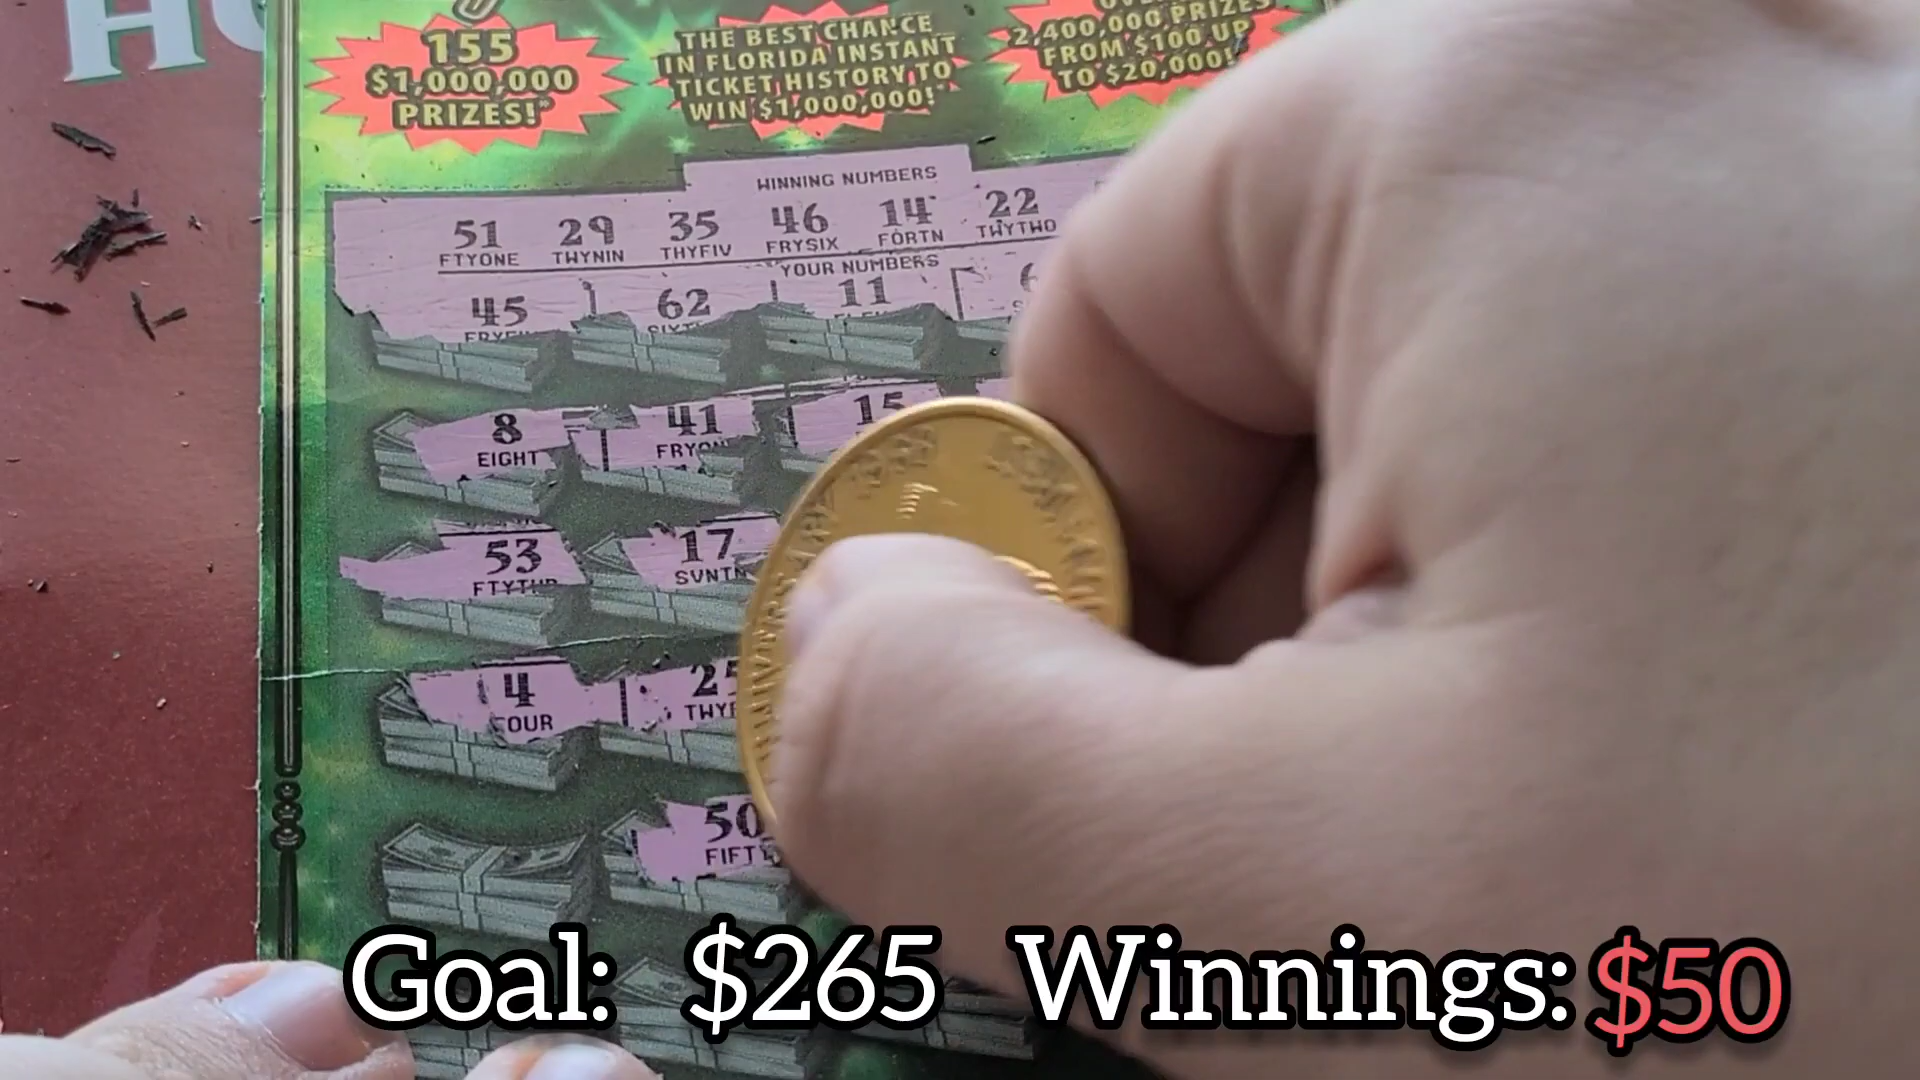 155
$1,000,000
PRIZES!*
THE BEST CHANCE
IN FLORIDA INSTANT
TICKET HISTORY TO
WIN $1,000,000!*
2,400,000 PRIZES
FROM $100 UP
TO $20,000!
WINNING NUMBERS
51 29 35 46 14 22
FTYONE TWYNIN THYFIV FRYSIX FORTN TWYTWO
YOUR NUMBERS
45 62 11
8 41 15
EIGHT
53 17
SVNTN
4
FOUR
50
FIFTY
Goal: $265 Winnings: $50